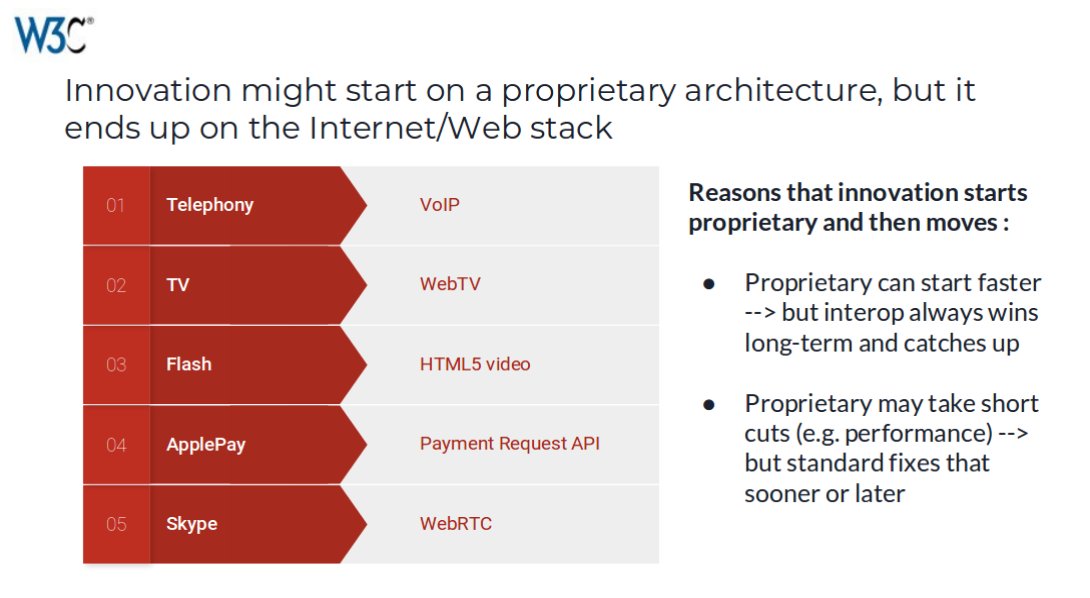 W3C®
Innovation might start on a proprietary architecture, but it
ends up on the Internet/Web stack
01 Telephony VoIP
02 TV WebTV
03 Flash HTML5 video
04 ApplePay Payment Request API
05 Skype WebRTC
Reasons that innovation starts
proprietary and then moves :
● Proprietary can start faster
--> but interop always wins
long-term and catches up
● Proprietary may take short
cuts (e.g. performance) -->
but standard fixes that
sooner or later